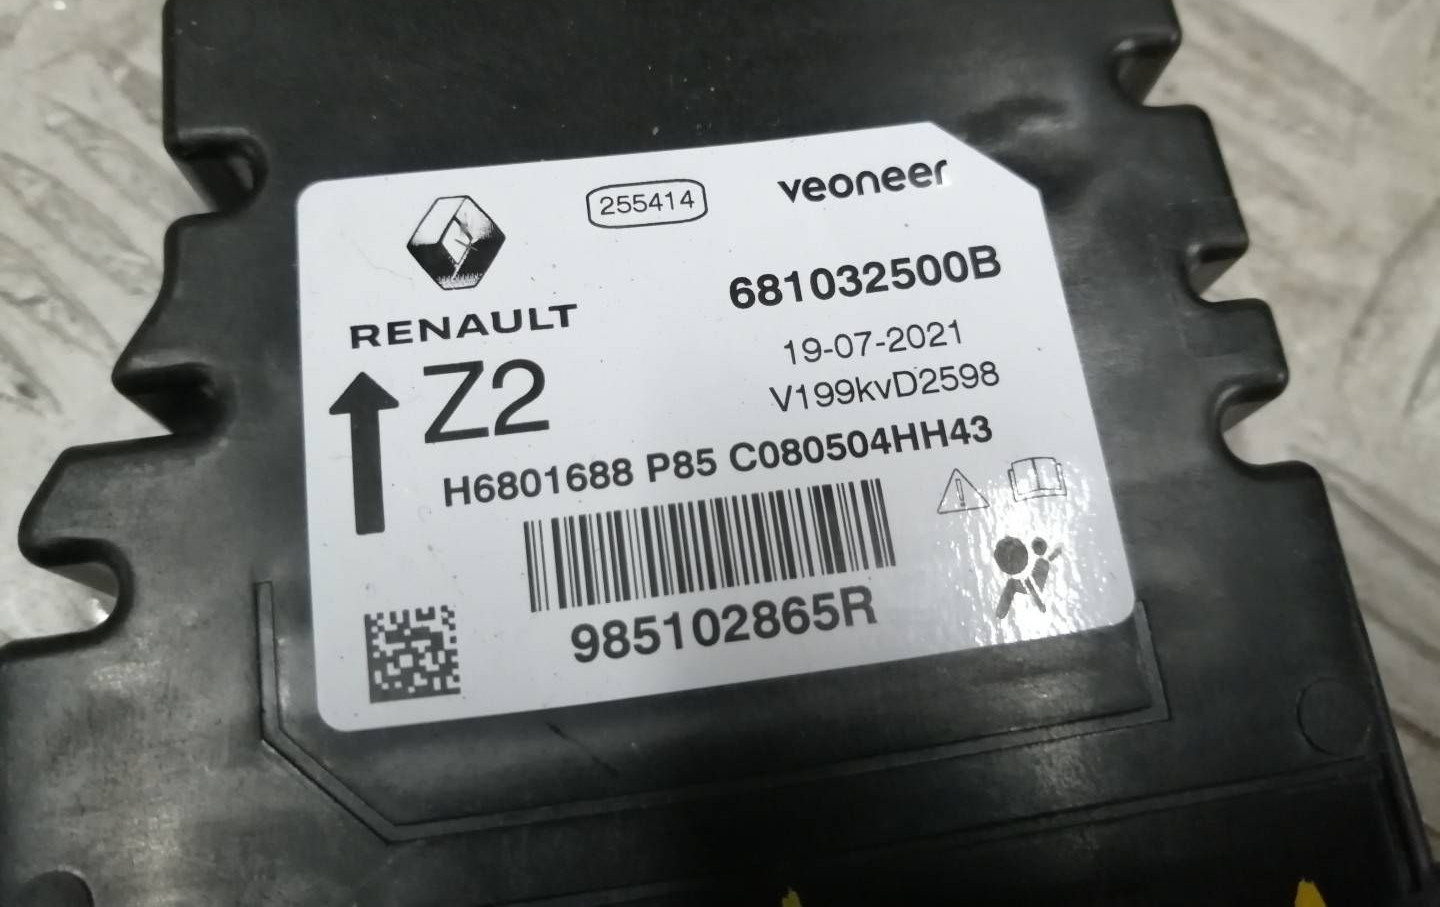 255414
veoneer
681032500B
RENAULT
19-07-2021
Z2
V199kvD2598
H6801688 P85 C080504HH43
985102865R